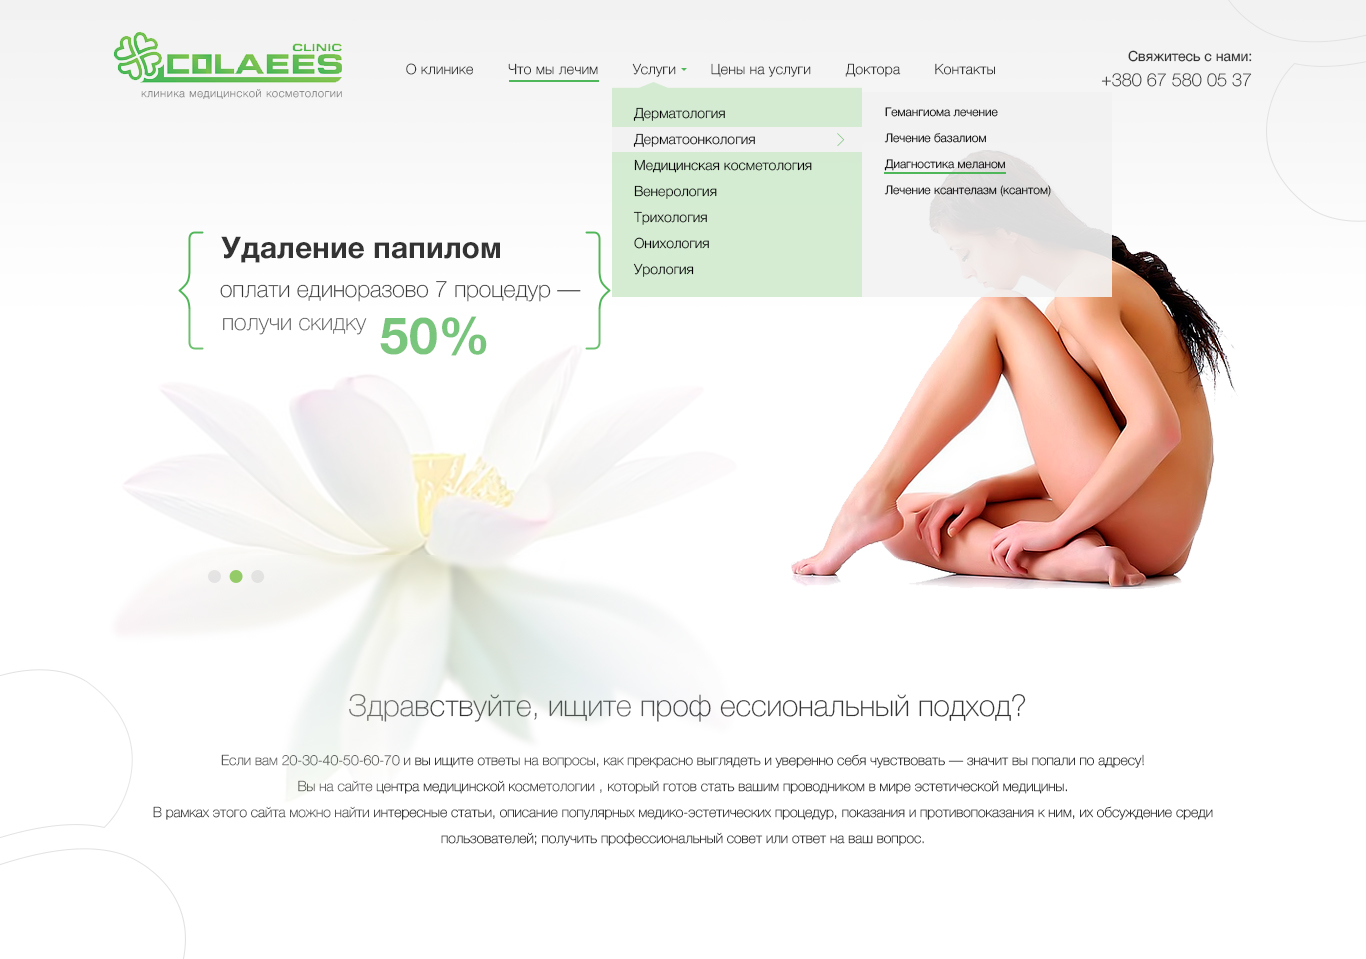 CLINIC
COLAEES
клиника медицинской косметологии
О клинике
Что мы лечим
Услуги
Цены на услуги
Доктора
Контакты
Свяжитесь с нами:
+380 67 580 05 37
Дерматология
Дерматоонкология
Медицинская косметология
Венерология
Трихология
Онихология
Урология
Гемангиома лечение
Лечение базалиом
Диагностика меланом
Лечение ксантелазм (ксантом)
Удаление папилом
оплати единоразово 7 процедур —
получи скидку 50%
Здравствуйте, ищите проф ессиональный подход?
Если вам 20-30-40-50-60-70 и вы ищите ответы на вопросы, как прекрасно выглядеть и уверенно себя чувствовать — значит вы попали по адресу!
Вы на сайте центра медицинской косметологии , который готов стать вашим проводником в мире эстетической медицины.
В рамках этого сайта можно найти интересные статьи, описание популярных медико-эстетических процедур, показания и противопоказания к ним, их обсуждение среди
пользователей; получить профессиональный совет или ответ на ваш вопрос.